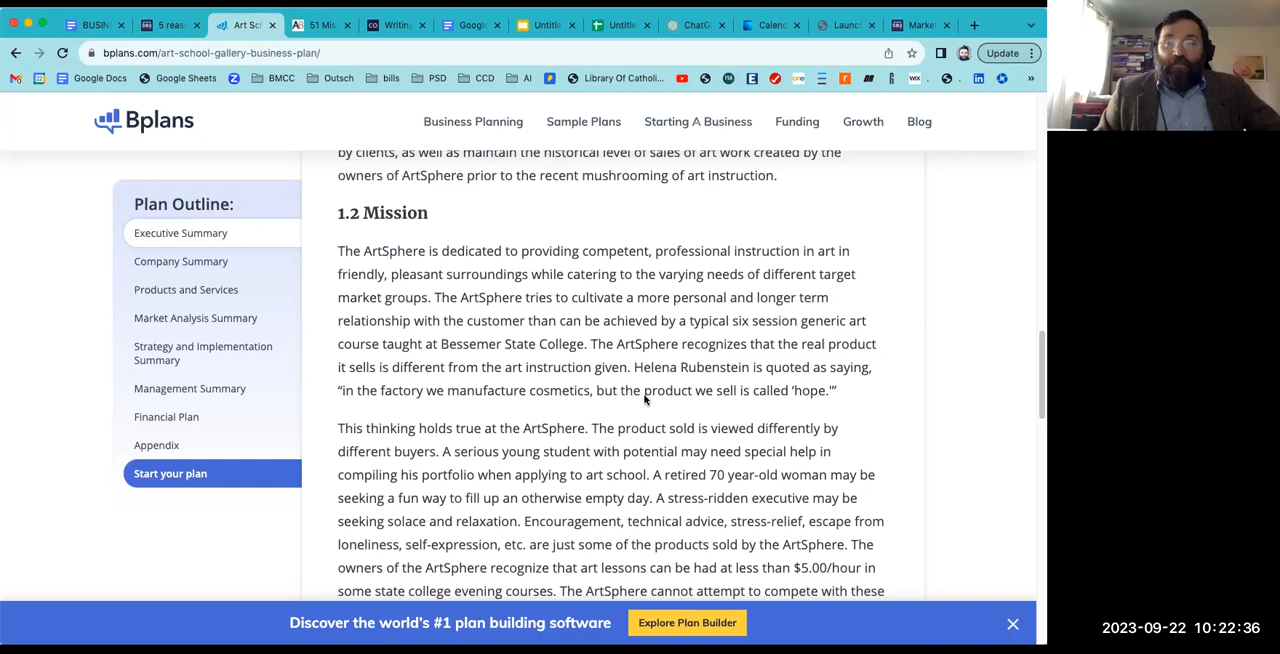 BUSIN
5 reas
Art Sc
51 Mis
Writing
Google
Untitle
Untitle
ChatG
Calend
Launc
Market
bplans.com/art-school-gallery-business-plan/
Update
Google Docs
Google Sheets
BMCC
Outsch
bills
PSD
CCD
AI
Library Of Catholi...
Bplans
Business Planning
Sample Plans
Starting A Business
Funding
Growth
Blog
Plan Outline:
Executive Summary
Company Summary
Products and Services
Market Analysis Summary
Strategy and Implementation
Summary
Management Summary
Financial Plan
Appendix
Start your plan
by clients, as well as maintain the historical level of sales of art work created by the
owners of ArtSphere prior to the recent mushrooming of art instruction.
1.2 Mission
The ArtSphere is dedicated to providing competent, professional instruction in art in
friendly, pleasant surroundings while catering to the varying needs of different target
market groups. The ArtSphere tries to cultivate a more personal and longer term
relationship with the customer than can be achieved by a typical six session generic art
course taught at Bessemer State College. The ArtSphere recognizes that the real product
it sells is different from the art instruction given. Helena Rubenstein is quoted as saying,
“in the factory we manufacture cosmetics, but the product we sell is called ‘hope.’”
This thinking holds true at the ArtSphere. The product sold is viewed differently by
different buyers. A serious young student with potential may need special help in
compiling his portfolio when applying to art school. A retired 70 year-old woman may be
seeking a fun way to fill up an otherwise empty day. A stress-ridden executive may be
seeking solace and relaxation. Encouragement, technical advice, stress-relief, escape from
loneliness, self-expression, etc. are just some of the products sold by the ArtSphere. The
owners of the ArtSphere recognize that art lessons can be had at less than $5.00/hour in
some state college evening courses. The ArtSphere cannot attempt to compete with these
Discover the world’s #1 plan building software
Explore Plan Builder
2023-09-22 10:22:36